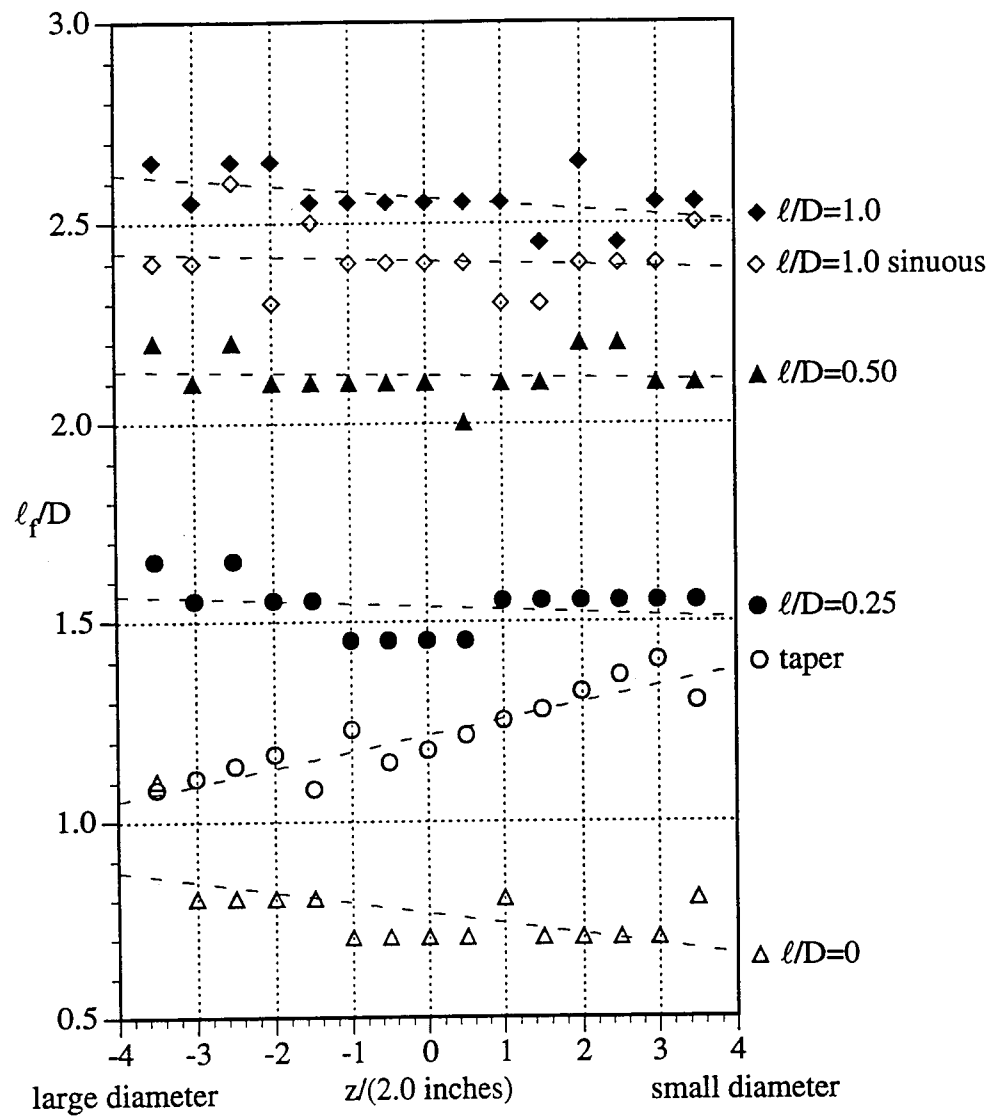 3.0
2.5
2.0
1.5
1.0
0.5
ℓf/D
◆ ℓ/D=1.0
◇ ℓ/D=1.0 sinuous
▲ ℓ/D=0.50
● ℓ/D=0.25
○ taper
△ ℓ/D=0
-4 -3 -2 -1 0 1 2 3 4
large diameter z/(2.0 inches) small diameter